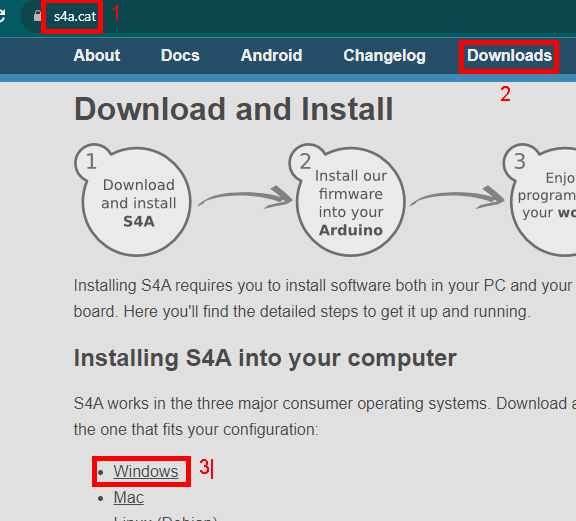 s4a.cat 1
About Docs Android Changelog Downloads
2
Download and Install
1
Download
and install
S4A
2
Install our
firmware
into your
Arduino
3
Enjo
program
your wo
Installing S4A requires you to install software both in your PC and your
board. Here you'll find the detailed steps to get it up and running.
Installing S4A into your computer
S4A works in the three major consumer operating systems. Download a
the one that fits your configuration:
• Windows 3
• Mac
Linux (Debian)